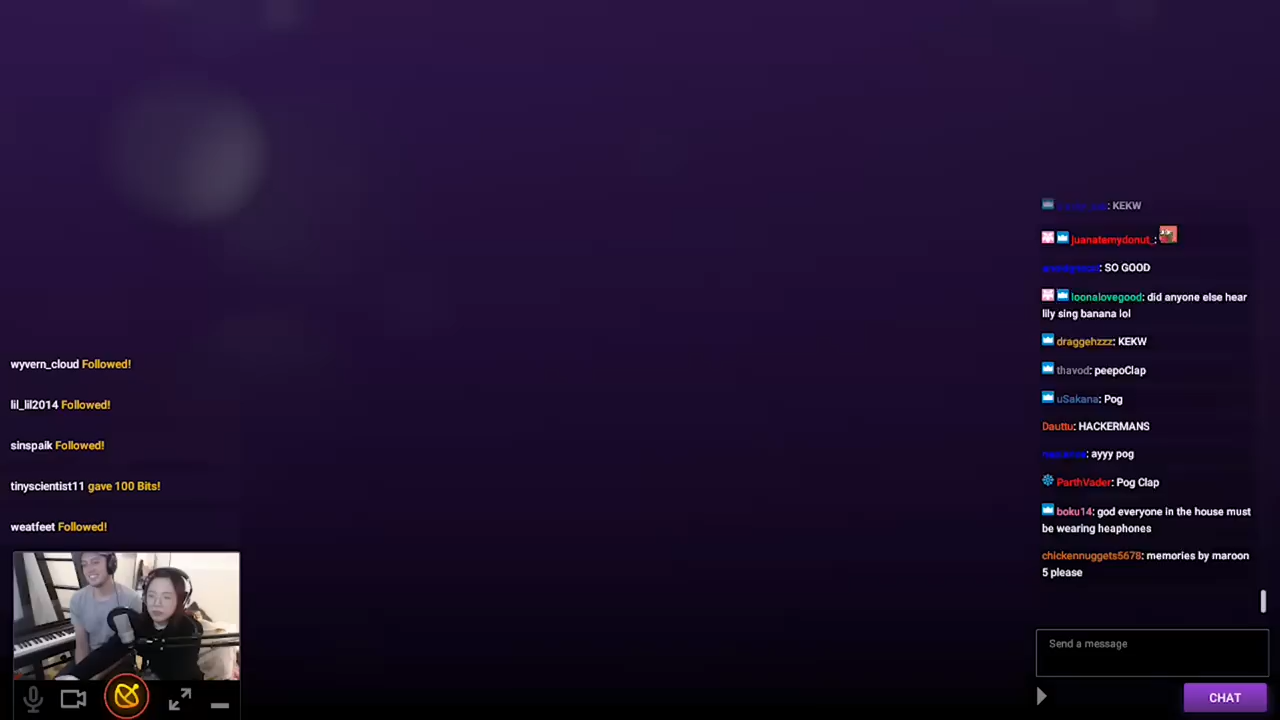 wyvern_cloud Followed!
lil_lil2014 Followed!
sinspaik Followed!
tinyscientist11 gave 100 Bits!
weatfeet Followed!
: KEKW
juanatemydonut_:
: SO GOOD
loonalovegood: did anyone else hear
lily sing banana lol
draggehzzz: KEKW
thavod: peepoClap
uSakana: Pog
Dauttu: HACKERMANS
: ayyy pog
ParthVader: Pog Clap
boku14: god everyone in the house must
be wearing heaphones
chickennuggets5678: memories by maroon
5 please
Send a message
CHAT